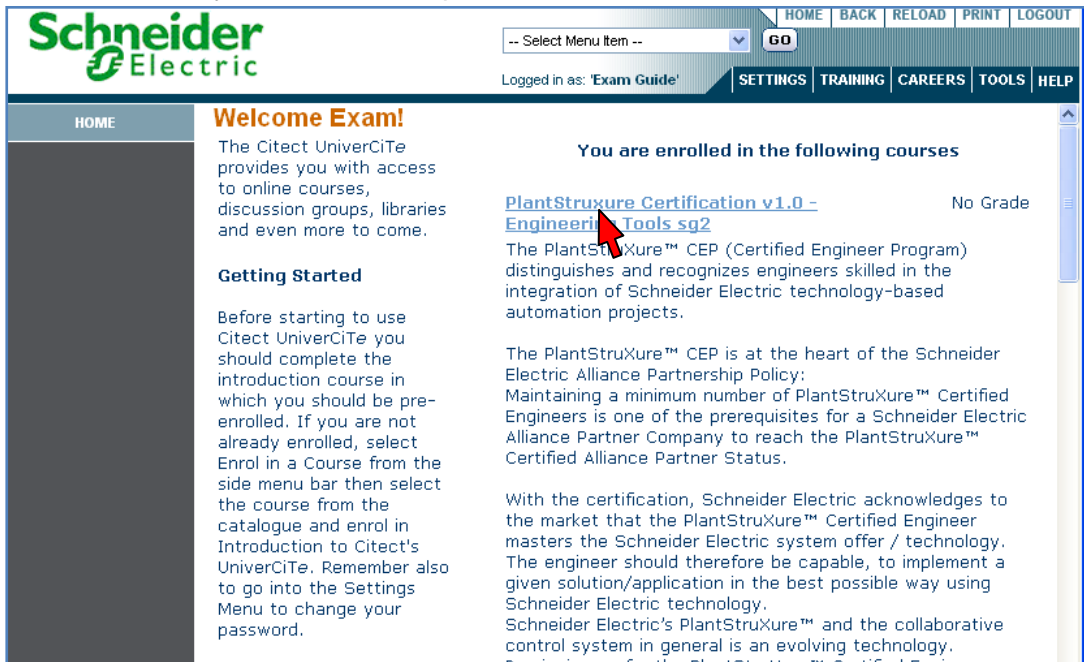 HOME BACK RELOAD PRINT LOGOUT
Schneider
Electric
-- Select Menu Item --
GO
Logged in as: 'Exam Guide'
SETTINGS TRAINING CAREERS TOOLS HELP
HOME
Welcome Exam!
The Citect UniverCiTe
provides you with access
to online courses,
discussion groups, libraries
and even more to come.
Getting Started
Before starting to use
Citect UniverCiTe you
should complete the
introduction course in
which you should be pre-
enrolled. If you are not
already enrolled, select
Enrol in a Course from the
side menu bar then select
the course from the
catalogue and enrol in
Introduction to Citect's
UniverCiTe. Remember also
to go into the Settings
Menu to change your
password.
You are enrolled in the following courses
PlantStruxure Certification v1.0 -
Engineering Tools sg2
No Grade
The PlantStruXure™ CEP (Certified Engineer Program)
distinguishes and recognizes engineers skilled in the
integration of Schneider Electric technology-based
automation projects.
The PlantStruXure™ CEP is at the heart of the Schneider
Electric Alliance Partnership Policy:
Maintaining a minimum number of PlantStruXure™ Certified
Engineers is one of the prerequisites for a Schneider Electric
Alliance Partner Company to reach the PlantStruXure™
Certified Alliance Partner Status.
With the certification, Schneider Electric acknowledges to
the market that the PlantStruXure™ Certified Engineer
masters the Schneider Electric system offer / technology.
The engineer should therefore be capable, to implement a
given solution/application in the best possible way using
Schneider Electric technology.
Schneider Electric's PlantStruXure™ and the collaborative
control system in general is an evolving technology.